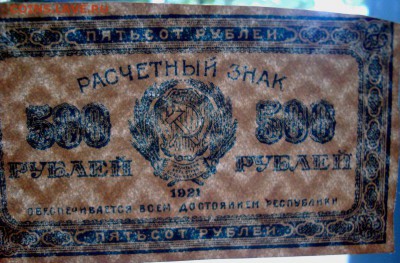 ПЯТЬСОТ РУБЛЕЙ
РАСЧЕТНЫЙ ЗНАК
500 500
РУБЛЕЙ РУБЛЕЙ
1921
ОБЕСПЕЧИВАЕТСЯ ВСЕМ ДОСТОЯНИЕМ РЕСПУБЛИКИ
ПЯТЬСОТ РУБЛЕЙ